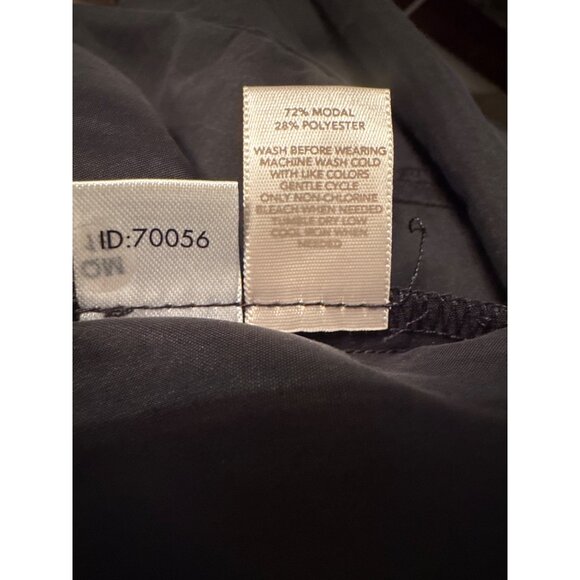 72% MODAL
28% POLYESTER
WASH BEFORE WEARING
MACHINE WASH COLD
WITH LIKE COLORS
GENTLE CYCLE
ONLY NON-CHLORINE
BLEACH WHEN NEEDED
TUMBLE DRY LOW
COOL IRON WHEN
NEEDED
ID:70056